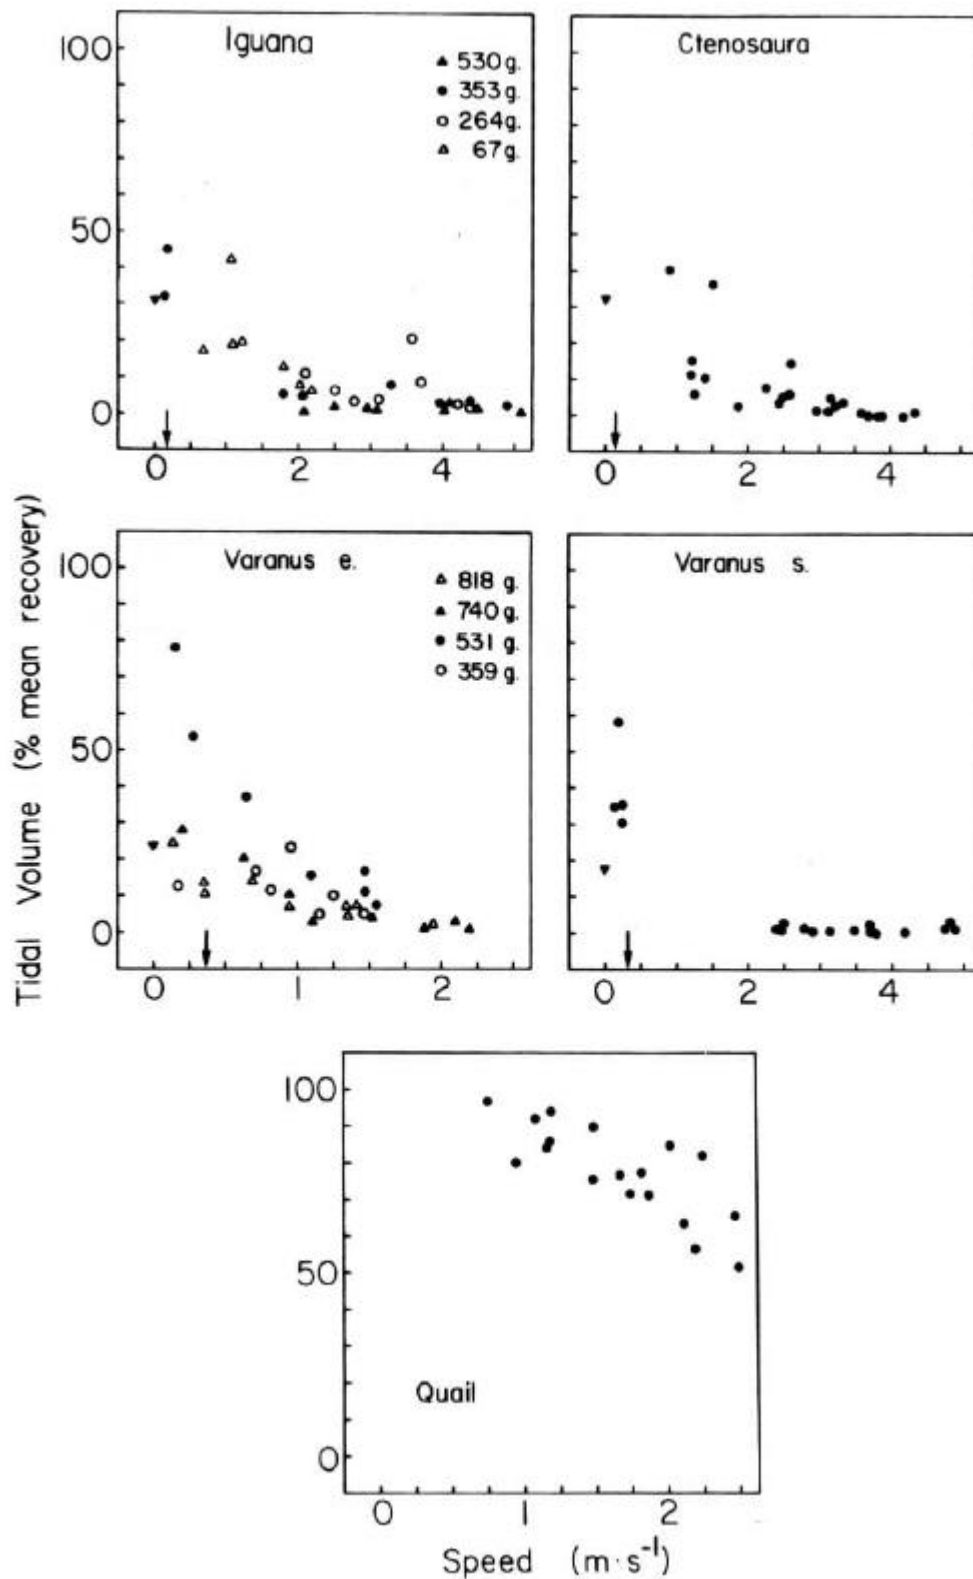 Iguana
100
50
0
▲ 530 g.
● 353 g.
○ 264 g.
△ 67 g.
0 2 4
Ctenosaura
0 2 4
Varanus e.
100
50
0
△ 818 g.
▲ 740 g.
● 531 g.
○ 359 g.
0 1 2
Varanus s.
0 2 4
Tidal Volume (% mean recovery)
100
50
0
Quail
0 1 2
Speed (m·s⁻¹)